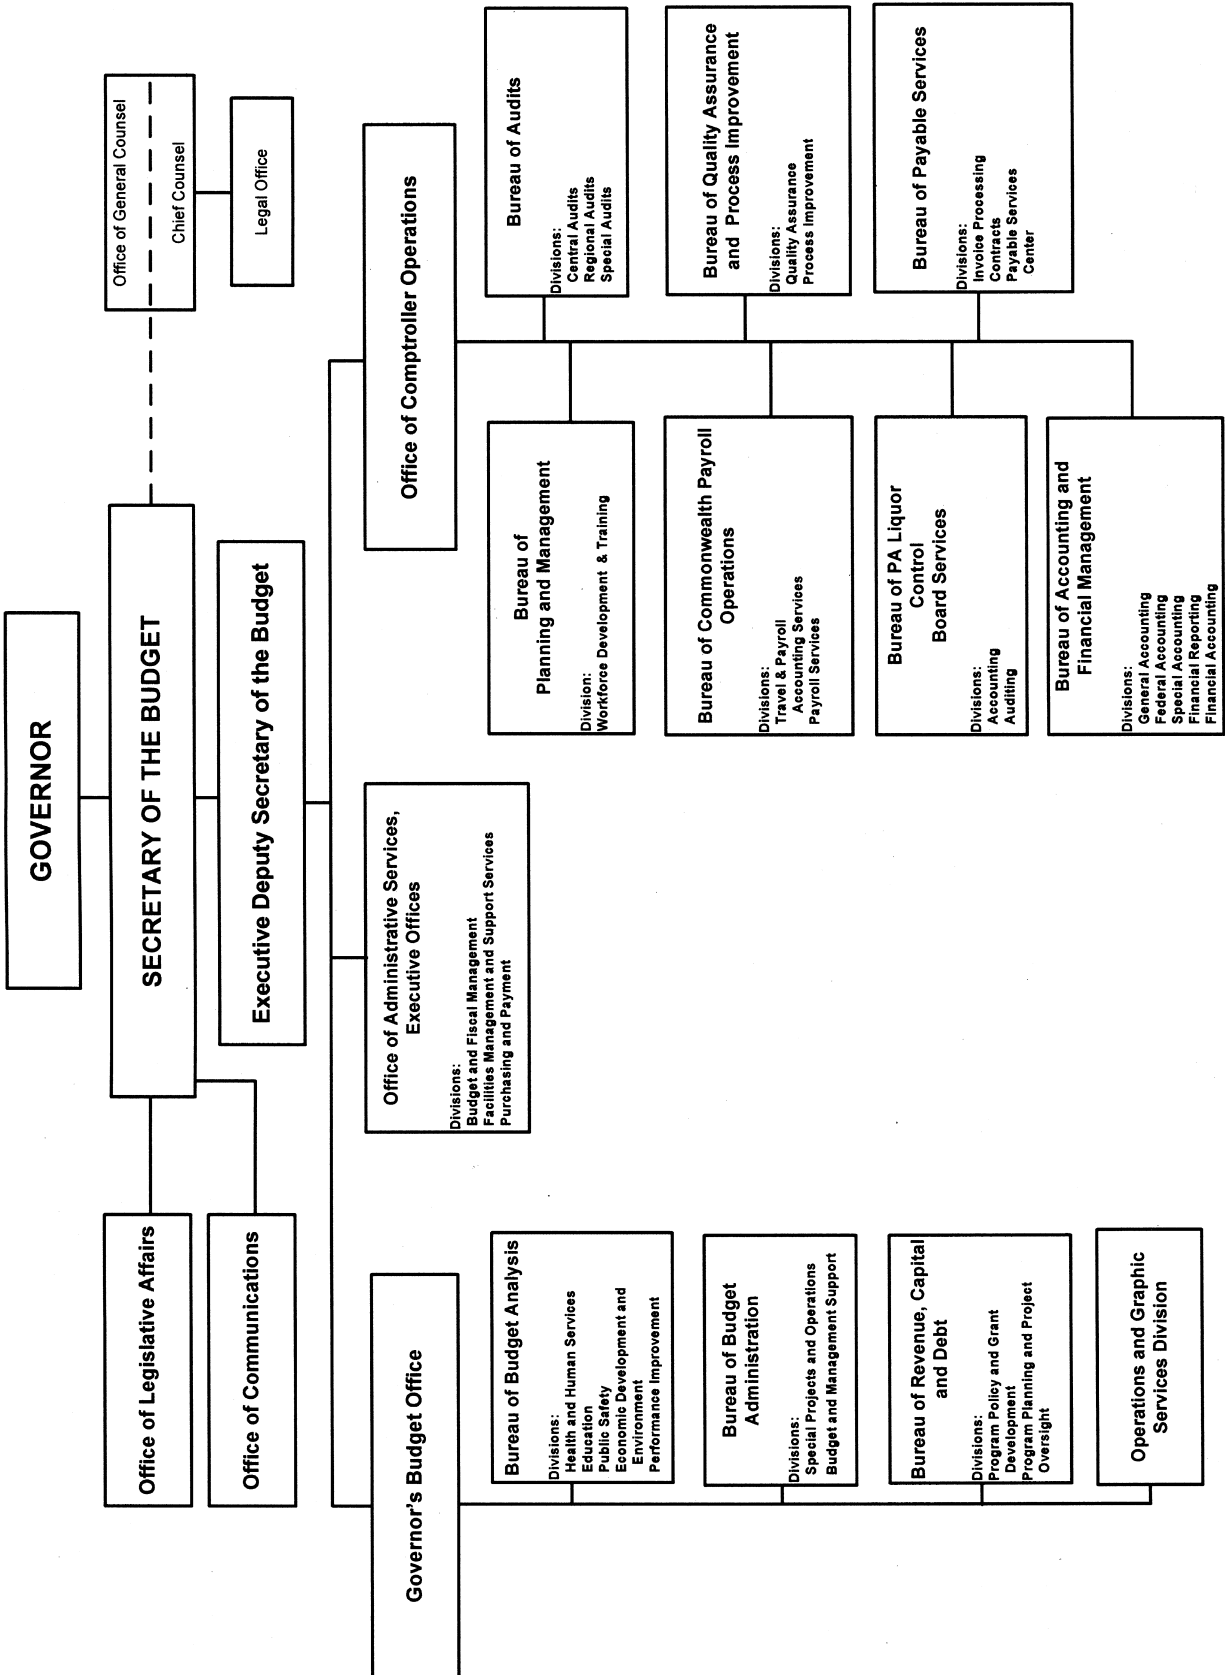 GOVERNOR
SECRETARY OF THE BUDGET
Office of General Counsel
Chief Counsel
Legal Office
Office of Legislative Affairs
Office of Communications
Executive Deputy Secretary of the Budget
Governor's Budget Office
Bureau of Budget Analysis
Divisions:
Health and Human Services
Education
Public Safety
Economic Development and
Environment
Performance Improvement
Bureau of Budget
Administration
Divisions:
Special Projects and Operations
Budget and Management Support
Bureau of Revenue, Capital
and Debt
Divisions:
Program Policy and Grant
Development
Program Planning and Project
Oversight
Operations and Graphic
Services Division
Office of Administrative Services,
Executive Offices
Divisions:
Budget and Fiscal Management
Facilities Management and Support Services
Purchasing and Payment
Office of Comptroller Operations
Bureau of
Planning and Management
Division:
Workforce Development & Training
Bureau of Audits
Divisions:
Central Audits
Regional Audits
Special Audits
Bureau of Commonwealth Payroll
Operations
Divisions:
Travel & Payroll
Accounting Services
Payroll Services
Bureau of Quality Assurance
and Process Improvement
Divisions:
Quality Assurance
Process Improvement
Bureau of PA Liquor
Control
Board Services
Divisions:
Accounting
Auditing
Bureau of Payable Services
Divisions:
Invoice Processing
Contracts
Payable Services
Center
Bureau of Accounting and
Financial Management
Divisions:
General Accounting
Federal Accounting
Special Accounting
Financial Reporting
Financial Accounting